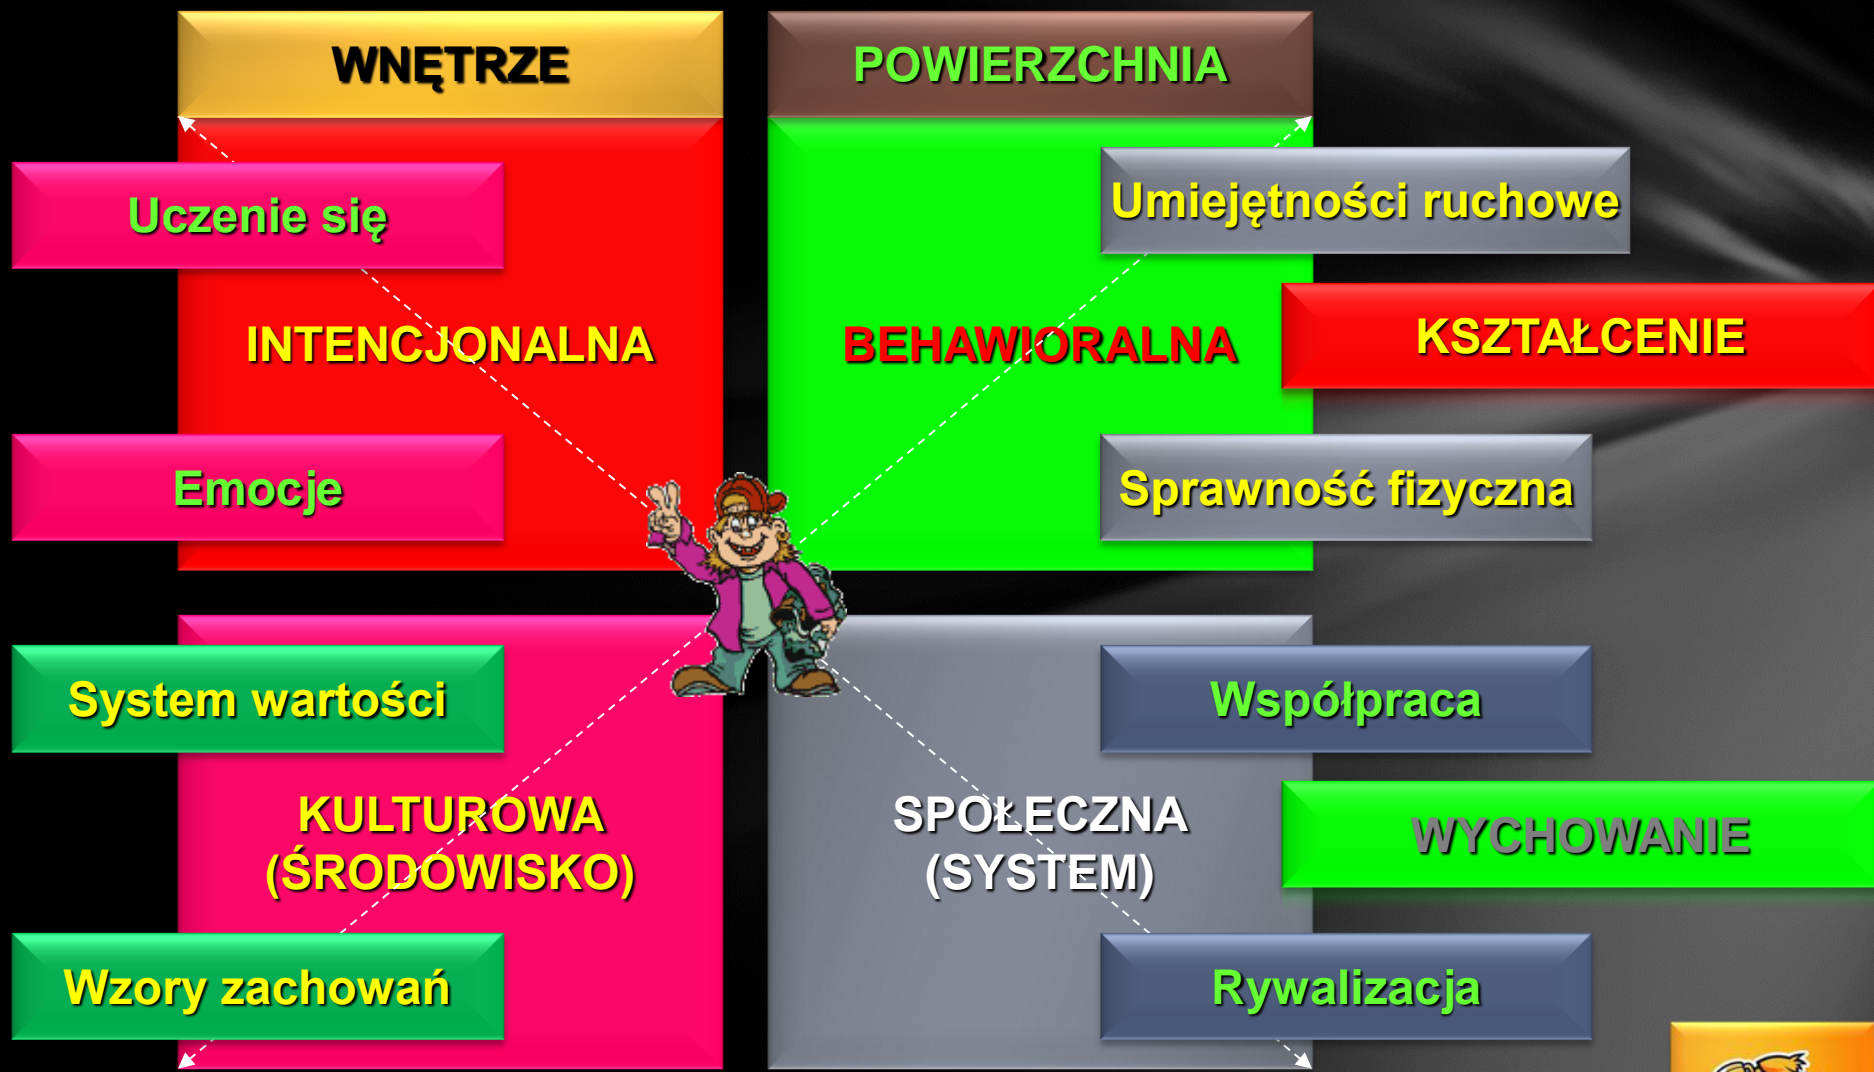 WNĘTRZE
POWIERZCHNIA
Uczenie się
Umiejętności ruchowe
INTENCJONALNA
BEHAWIORALNA
KSZTAŁCENIE
Emocje
Sprawność fizyczna
System wartości
Współpraca
KULTUROWA
(ŚRODOWISKO)
SPOŁECZNA
(SYSTEM)
WYCHOWANIE
Wzory zachowań
Rywalizacja